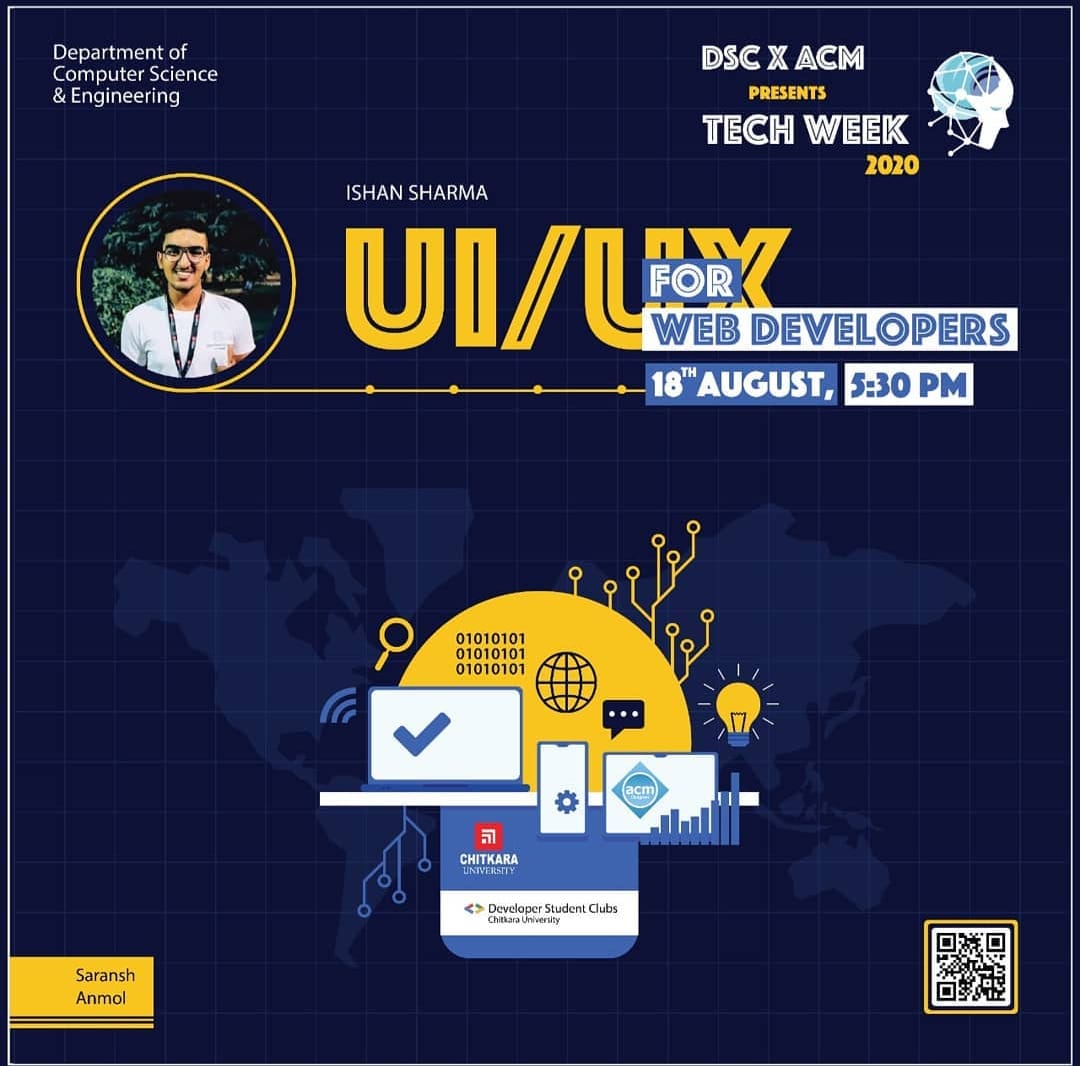 Department of
Computer Science
& Engineering
DSC X ACM
PRESENTS
TECH WEEK
2020
ISHAN SHARMA
UI/UX
FOR
WEB DEVELOPERS
18TH AUGUST, 5:30 PM
01010101
01010101
01010101
acm
CHITKARA
UNIVERSITY
Developer Student Clubs
Chitkara University
Saransh
Anmol